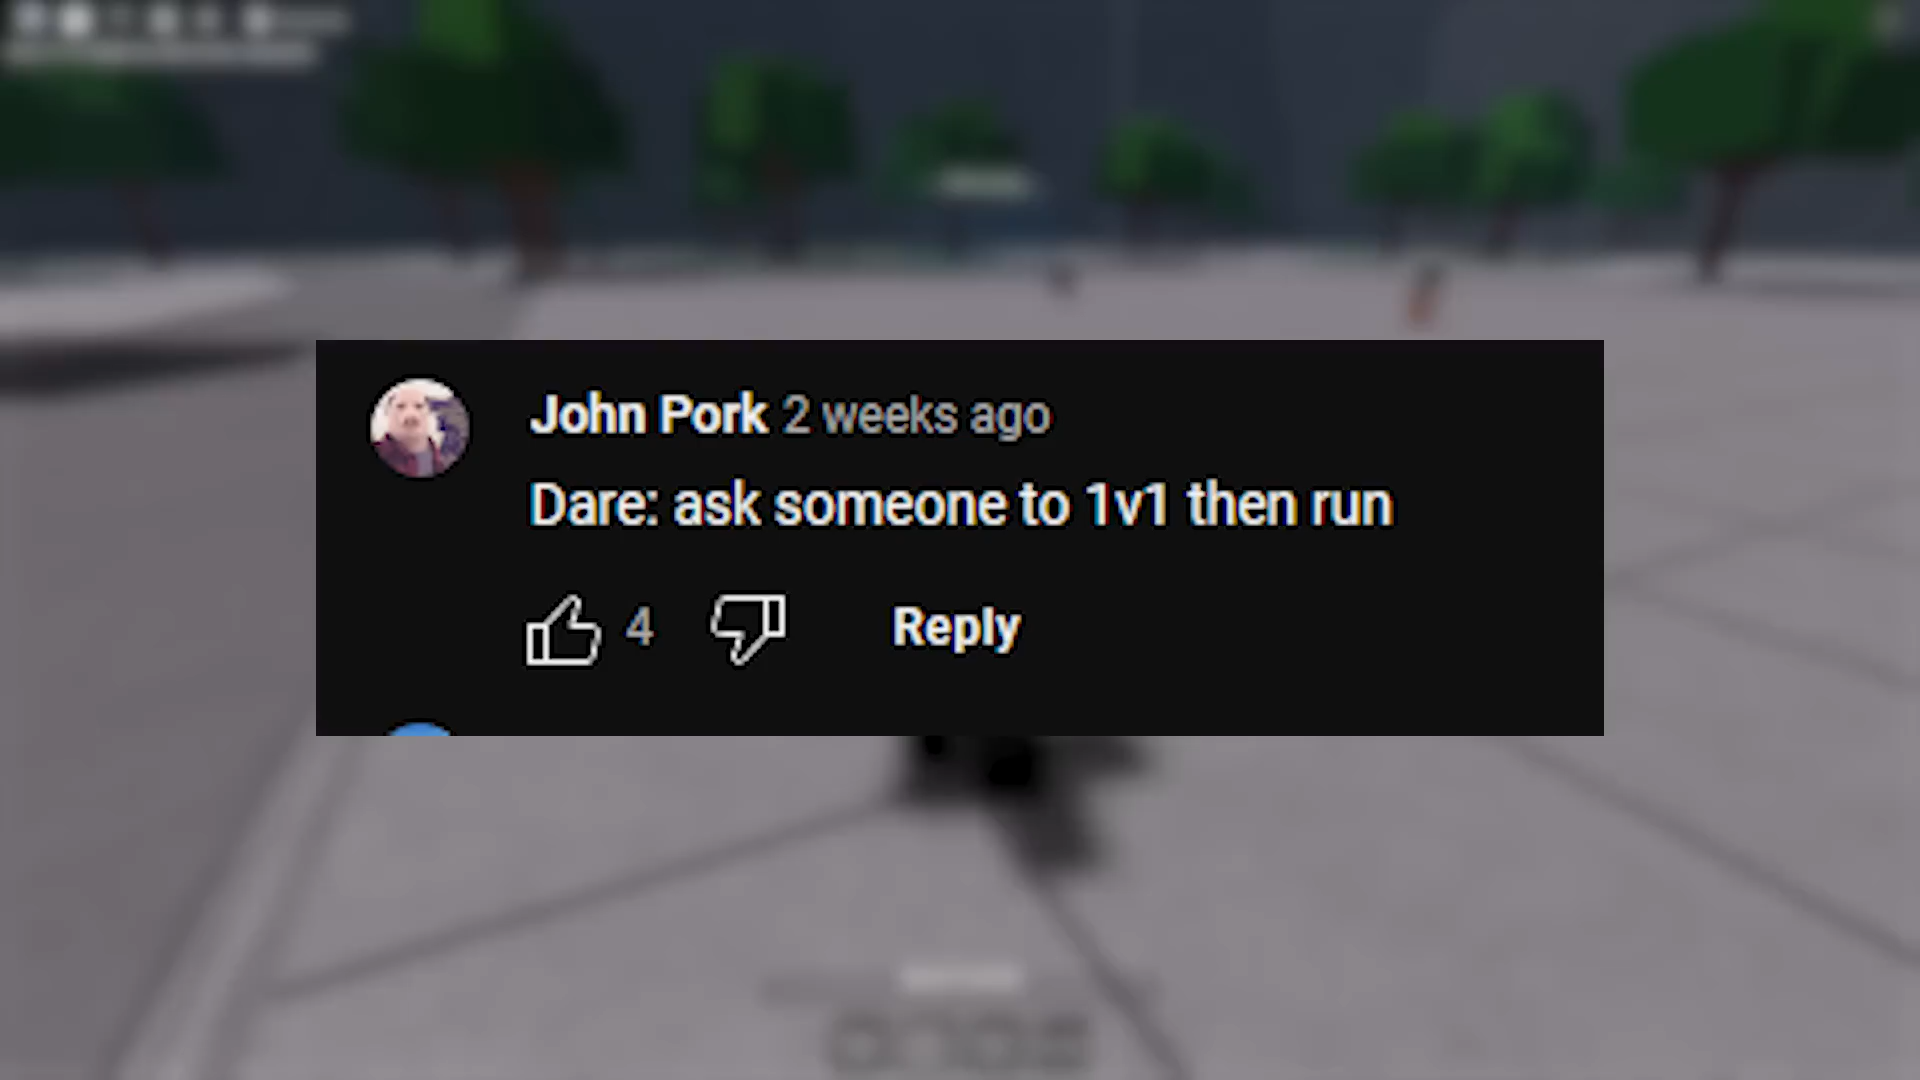 John Pork 2 weeks ago
Dare: ask someone to 1v1 then run
4 Reply